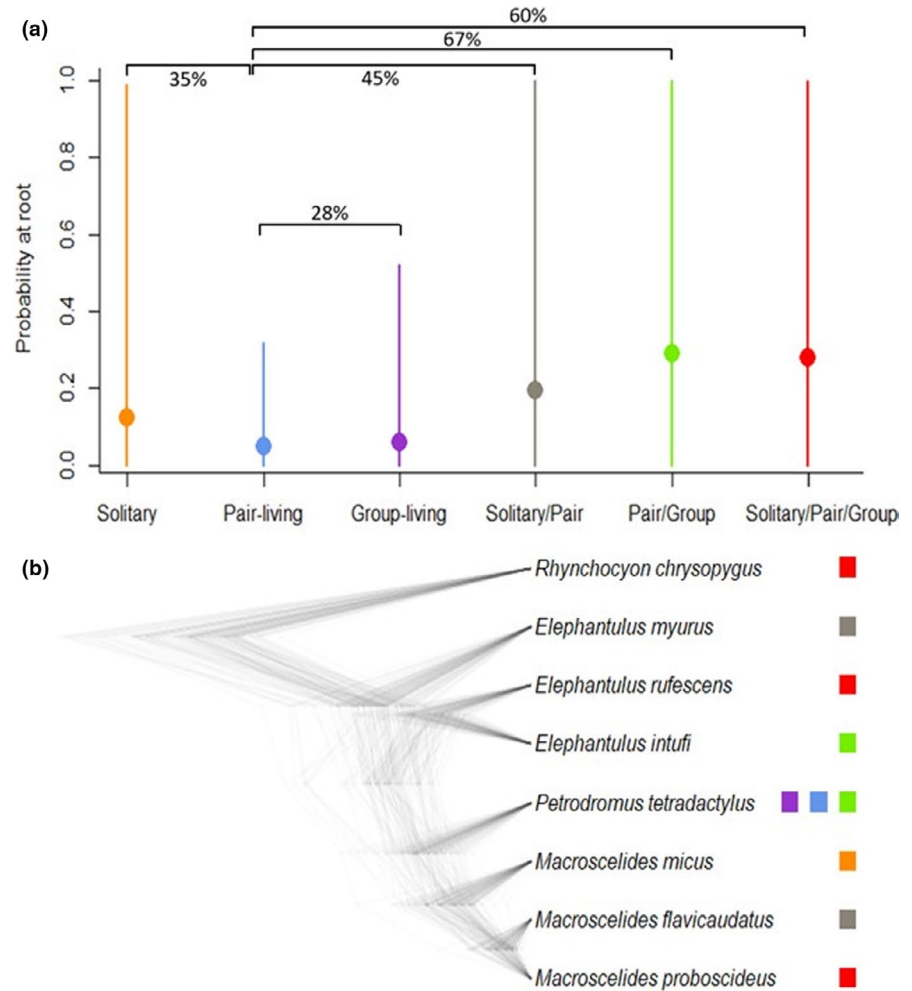 (a)
60%
67%
35%
45%
28%
Probability at root
1.0
0.8
0.6
0.4
0.2
0.0
Solitary
Pair-living
Group-living
Solitary/Pair
Pair/Group
Solitary/Pair/Group
(b)
Rhynchocyon chrysopygus
Elephantulus myurus
Elephantulus rufescens
Elephantulus intufi
Petrodromus tetradactylus
Macroscelides micus
Macroscelides flavicaudatus
Macroscelides proboscideus